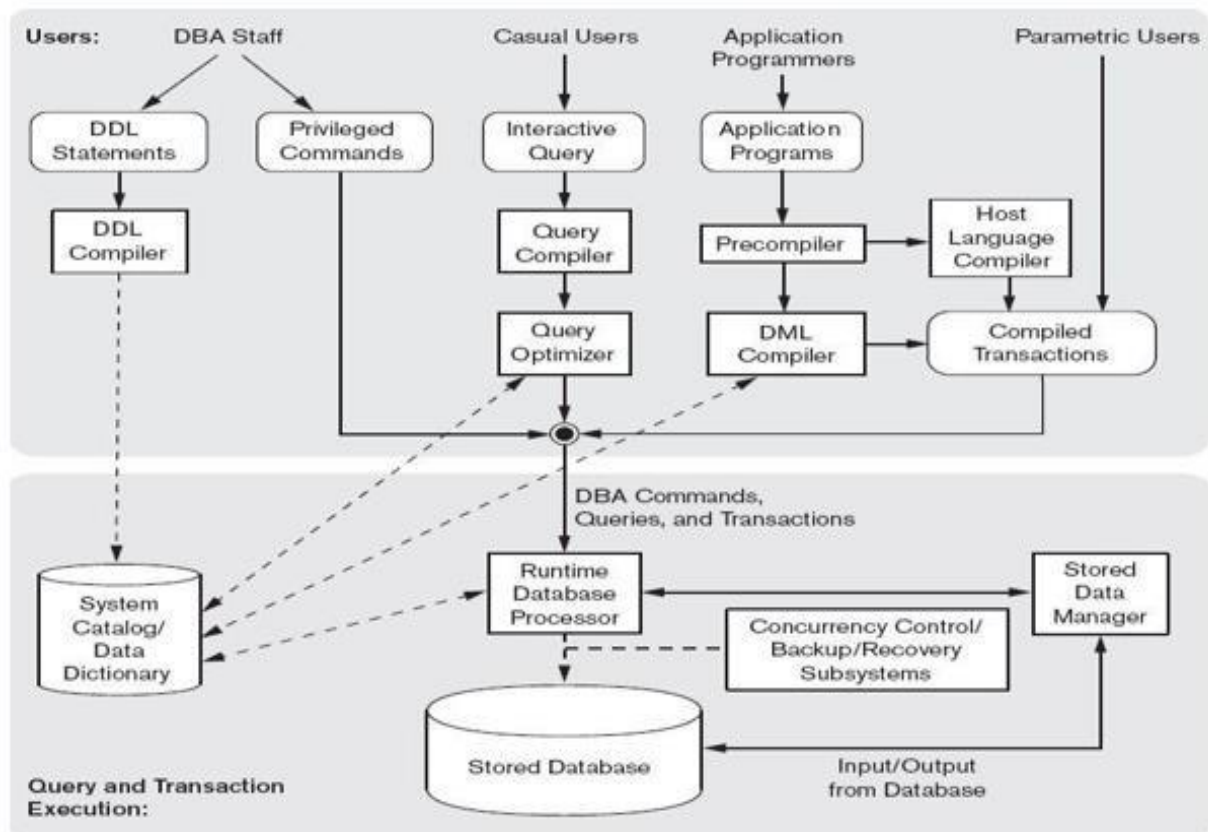 Users:
DBA Staff
Casual Users
Application
Programmers
Parametric Users
DDL
Statements
Privileged
Commands
Interactive
Query
Application
Programs
DDL
Compiler
Query
Compiler
Precompiler
Host
Language
Compiler
Query
Optimizer
DML
Compiler
Compiled
Transactions
DBA Commands,
Queries, and Transactions
System
Catalog/
Data
Dictionary
Runtime
Database
Processor
Stored
Data
Manager
Concurrency Control/
Backup/Recovery
Subsystems
Stored Database
Input/Output
from Database
Query and Transaction
Execution: